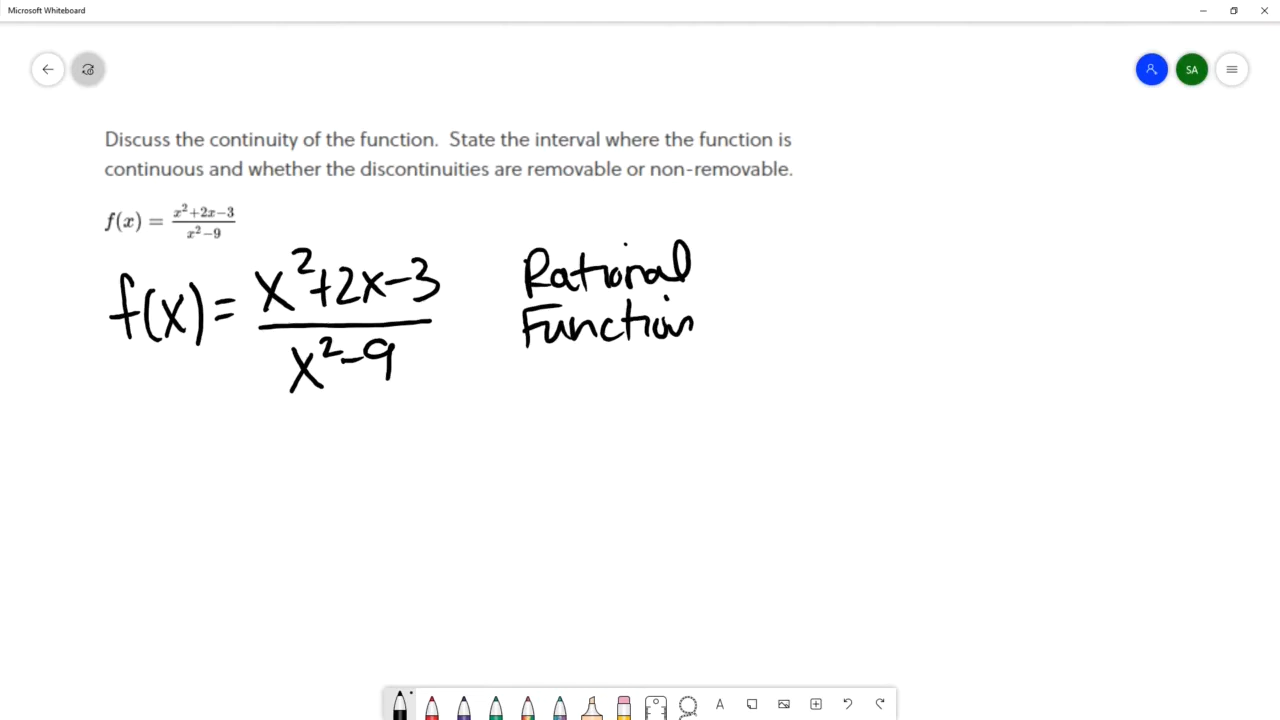 Microsoft Whiteboard
SA
Discuss the continuity of the function. State the interval where the function is
continuous and whether the discontinuities are removable or non-removable.
f(x) = (x²+2x−3)/(x²−9)
f(x) = (x²+2x−3)/(x²−9)
Rational
Function
A